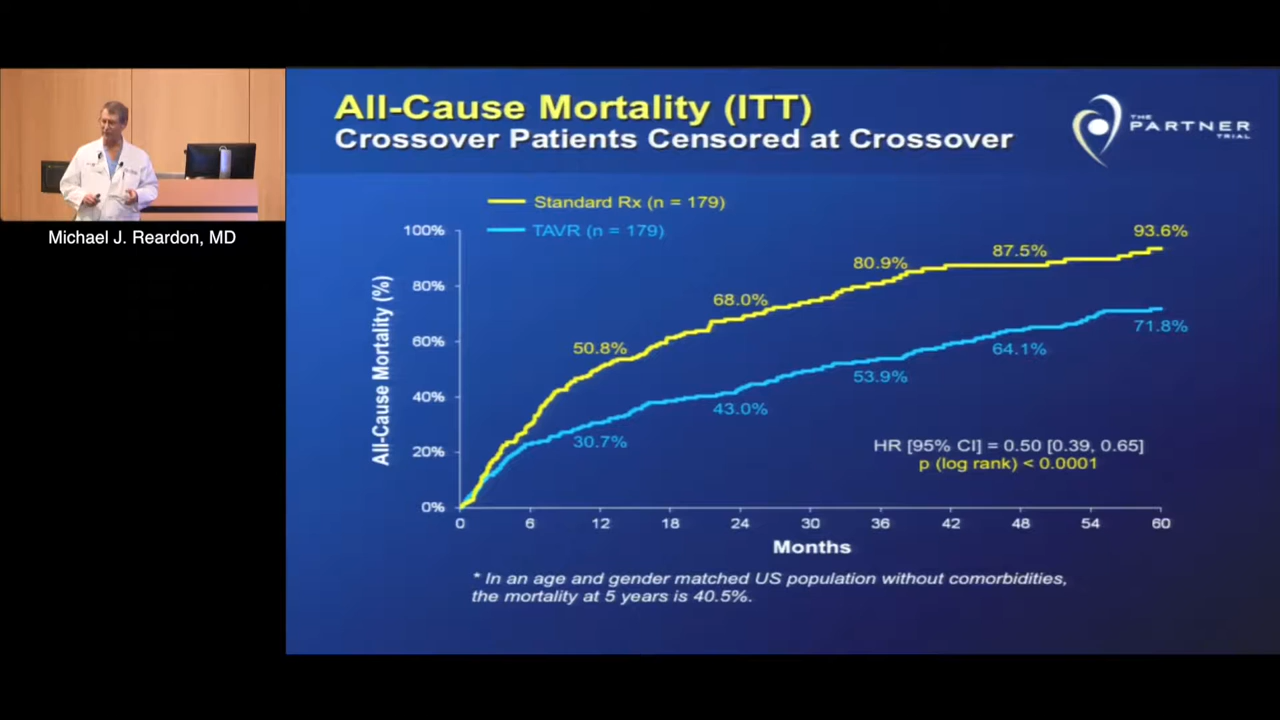 Michael J. Reardon, MD
All-Cause Mortality (ITT)
Crossover Patients Censored at Crossover
THE
PARTNER
TRIAL
Standard Rx (n = 179)
TAVR (n = 179)
All-Cause Mortality (%)
100%
80%
60%
40%
20%
0%
50.8%
68.0%
80.9%
87.5%
93.6%
30.7%
43.0%
53.9%
64.1%
71.8%
HR [95% CI] = 0.50 [0.39, 0.65]
p (log rank) < 0.0001
0 6 12 18 24 30 36 42 48 54 60
Months
* In an age and gender matched US population without comorbidities,
the mortality at 5 years is 40.5%.